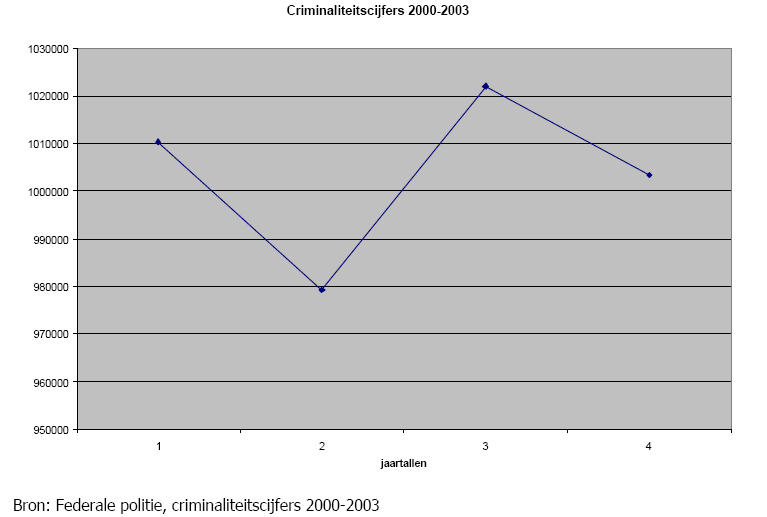 Criminaliteitscijfers 2000-2003
1030000
1020000
1010000
1000000
990000
980000
970000
960000
950000
1 2 3 4
jaartallen
Bron: Federale politie, criminaliteitscijfers 2000-2003